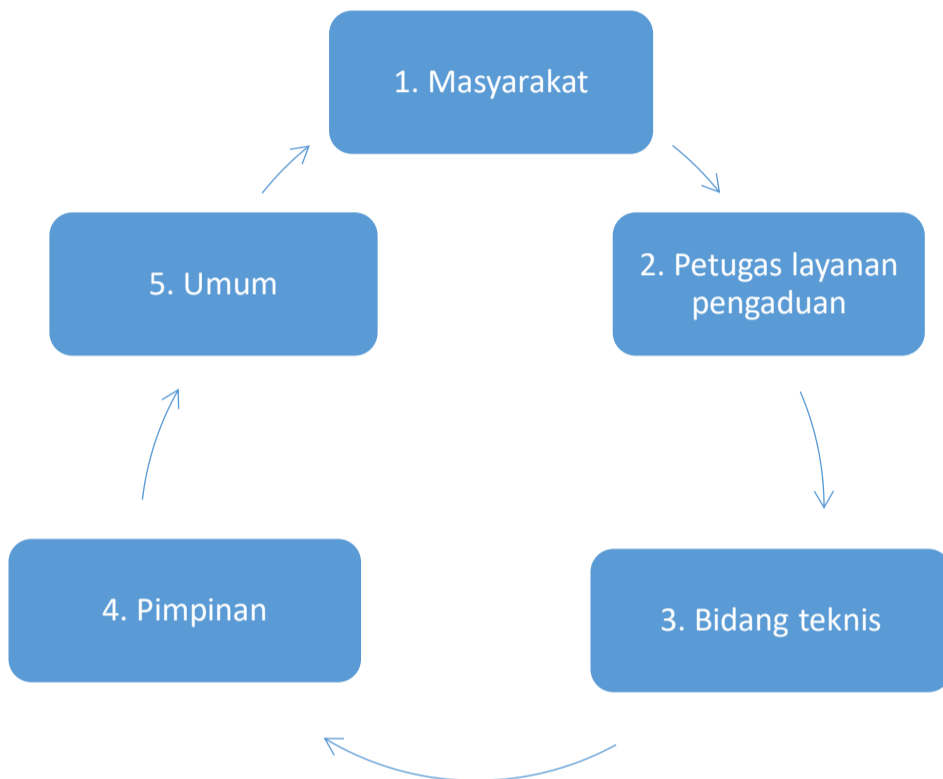 1. Masyarakat
2. Petugas layanan
pengaduan
3. Bidang teknis
4. Pimpinan
5. Umum